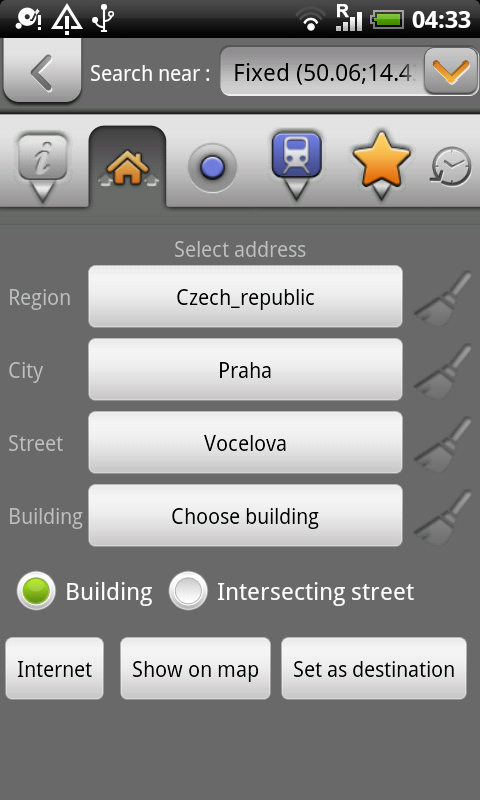 R
04:33
Search near : Fixed (50.06;14.4
i
Select address
Region Czech_republic
City Praha
Street Vocelova
Building Choose building
Building Intersecting street
Internet Show on map Set as destination